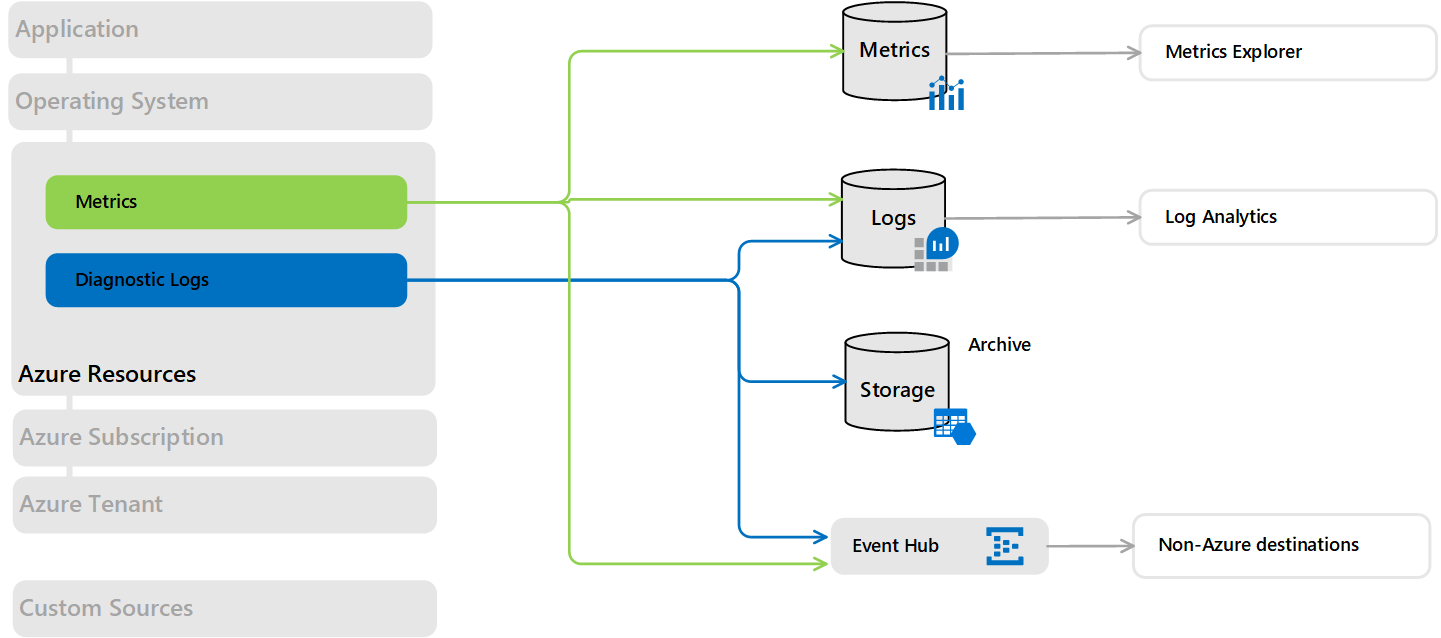 Application
Operating System
Metrics
Diagnostic Logs
Azure Resources
Azure Subscription
Azure Tenant
Custom Sources
Metrics
Metrics Explorer
Logs
Log Analytics
Archive
Storage
Event Hub
Non-Azure destinations